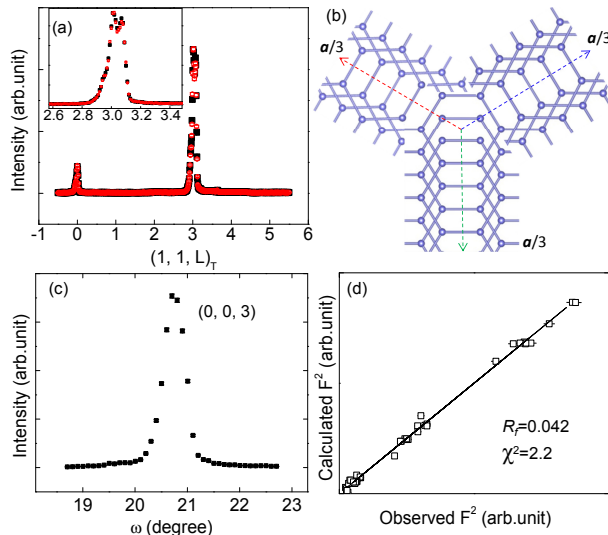 (a)
Intensity (arb.unit)
2.6 2.8 3.0 3.2 3.4
-1 0 1 2 3 4 5 6
(1, 1, L)T
(b)
a/3
a/3
a/3
(c)
(0, 0, 3)
Intensity (arb.unit)
19 20 21 22 23
ω (degree)
(d)
Calculated F² (arb.unit)
Rf=0.042
χ²=2.2
Observed F² (arb.unit)